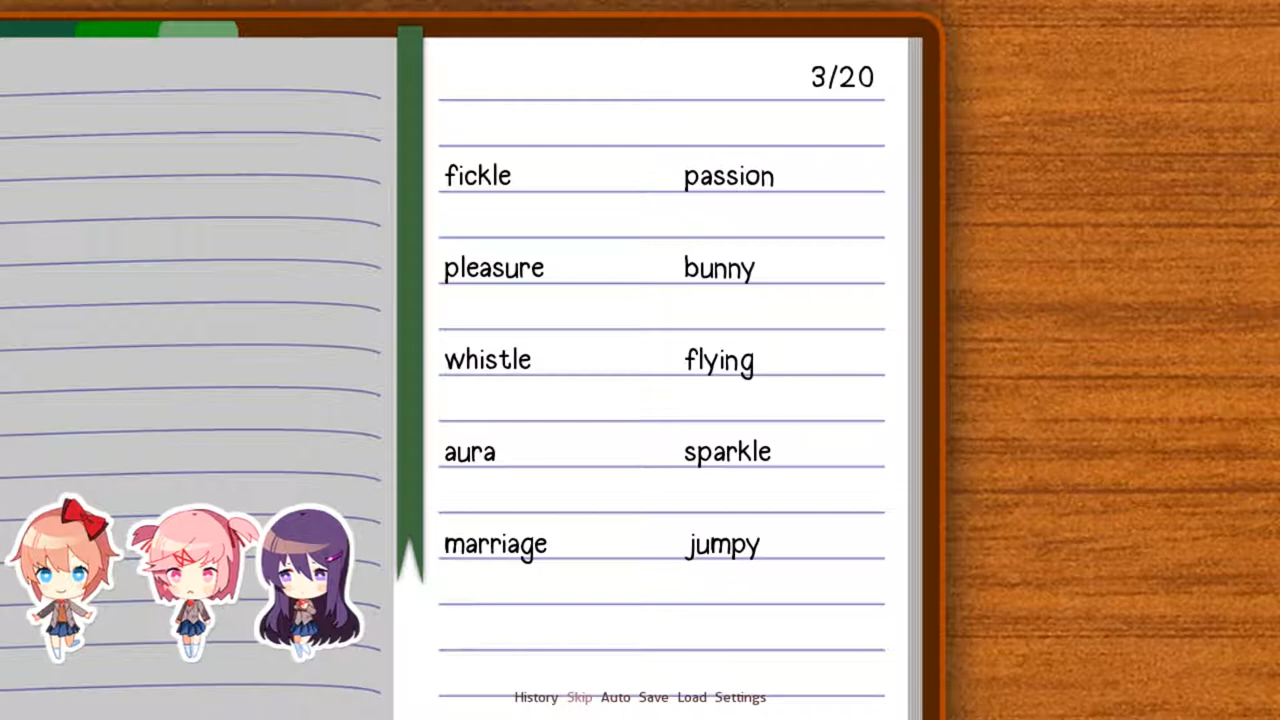 3/20
fickle passion
pleasure bunny
whistle flying
aura sparkle
marriage jumpy
History Skip Auto Save Load Settings